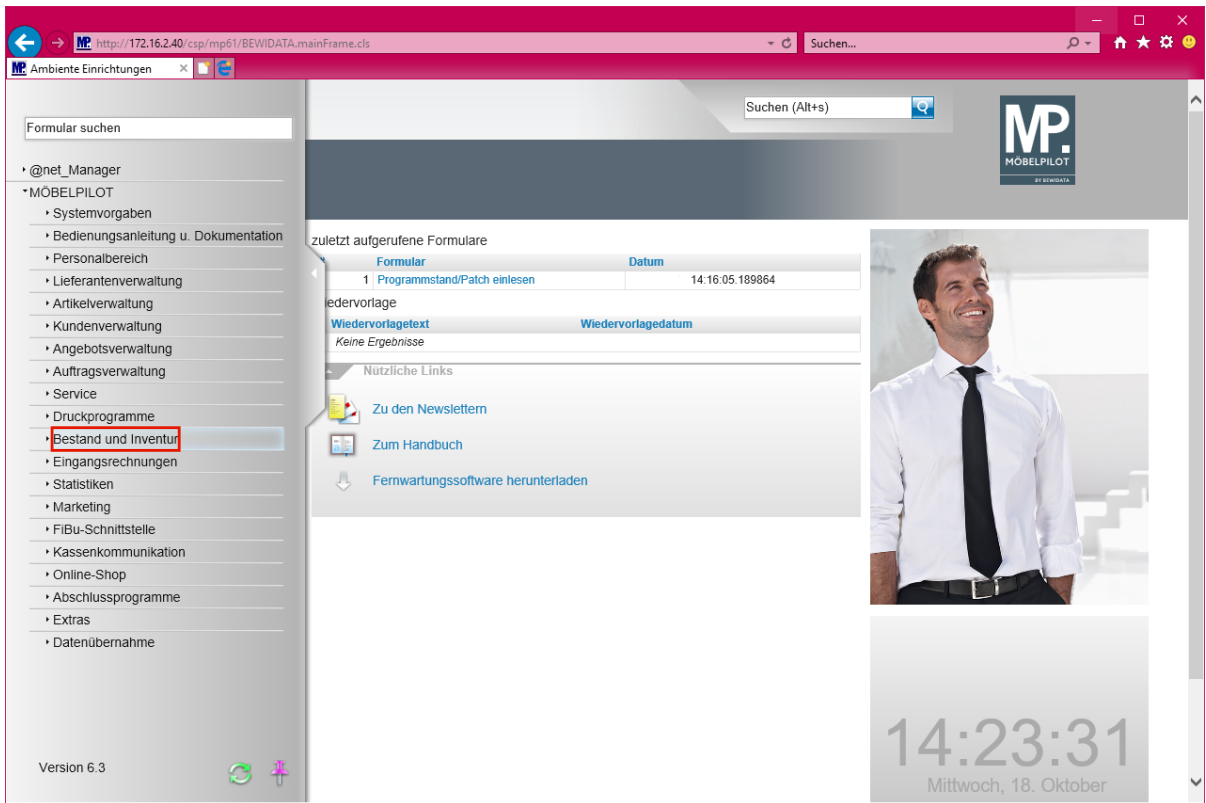 http://172.16.2.40/csp/mp61/BEWIDATA.mainFrame.cls
Suchen...
MP. Ambiente Einrichtungen
Formular suchen
Suchen (Alt+s)
MP.
MÖBELPILOT
BY BEWIDATA
@net_Manager
MÖBELPILOT
Systemvorgaben
Bedienungsanleitung u. Dokumentation
Personalbereich
Lieferantenverwaltung
Artikelverwaltung
Kundenverwaltung
Angebotsverwaltung
Auftragsverwaltung
Service
Druckprogramme
Bestand und Inventur
Eingangsrechnungen
Statistiken
Marketing
FiBu-Schnittstelle
Kassenkommunikation
Online-Shop
Abschlussprogramme
Extras
Datenübernahme
Version 6.3
zuletzt aufgerufene Formulare
Formular Datum
1 Programmstand/Patch einlesen 14:16:05.189864
iedervorlage
Wiedervorlagetext Wiedervorlagedatum
Keine Ergebnisse
Nützliche Links
Zu den Newslettern
Zum Handbuch
Fernwartungssoftware herunterladen
14:23:31
Mittwoch, 18. Oktober